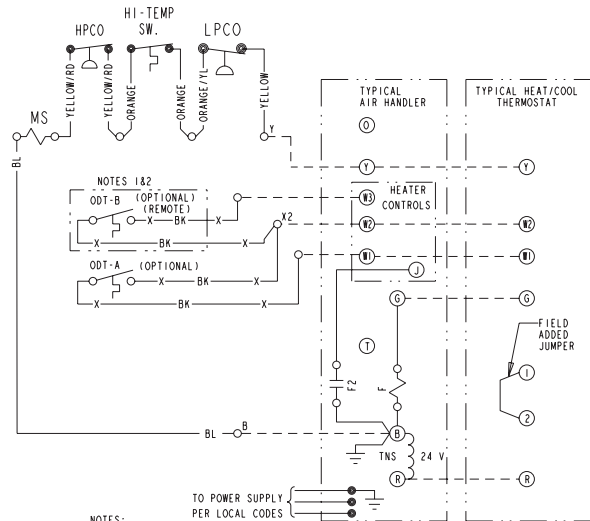 HI-TEMP
HPCO SW. LPCO
YELLOW/RD
YELLOW/RD
ORANGE
ORANGE
ORANGE/YL
YELLOW
MS
BL
Y
TYPICAL
AIR HANDLER
TYPICAL HEAT/COOL
THERMOSTAT
O
Y
Y
NOTES 1&2
ODT-B (OPTIONAL)
(REMOTE)
X BK X
X BK X
X2
W3
HEATER
CONTROLS
W2
W2
W1
W1
J
ODT-A (OPTIONAL)
X BK X
X BK X
G
G
T
FIELD
ADDED
JUMPER
1
2
F2
F
BL B
B
TNS 24 V
R
R
TO POWER SUPPLY
PER LOCAL CODES
NOTES: